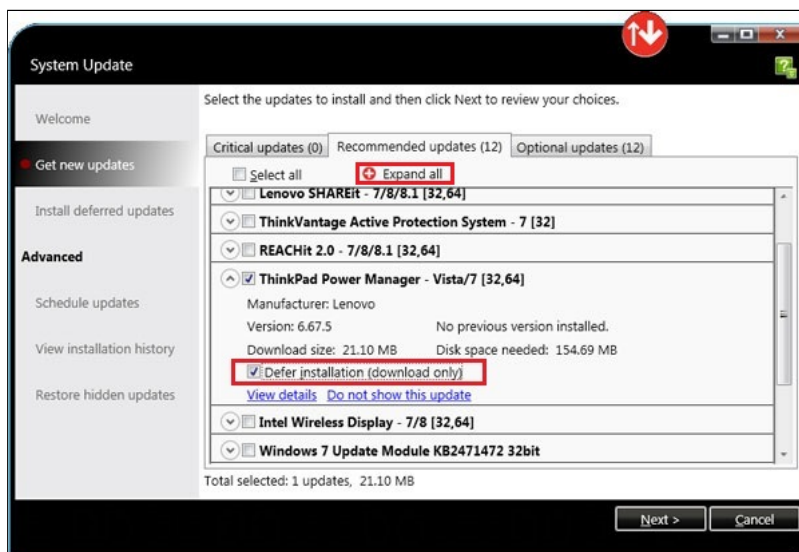 System Update
Select the updates to install and then click Next to review your choices.
Welcome
Get new updates
Install deferred updates
Advanced
Schedule updates
View installation history
Restore hidden updates
Critical updates (0) Recommended updates (12) Optional updates (12)
Select all Expand all
Lenovo SHAREit - 7/8/8.1 [32,64]
ThinkVantage Active Protection System - 7 [32]
REACHit 2.0 - 7/8/8.1 [32,64]
ThinkPad Power Manager - Vista/7 [32,64]
Manufacturer: Lenovo
Version: 6.67.5 No previous version installed.
Download size: 21.10 MB Disk space needed: 154.69 MB
Defer installation (download only)
View details Do not show this update
Intel Wireless Display - 7/8 [32,64]
Windows 7 Update Module KB2471472 32bit
Total selected: 1 updates, 21.10 MB
Next > Cancel